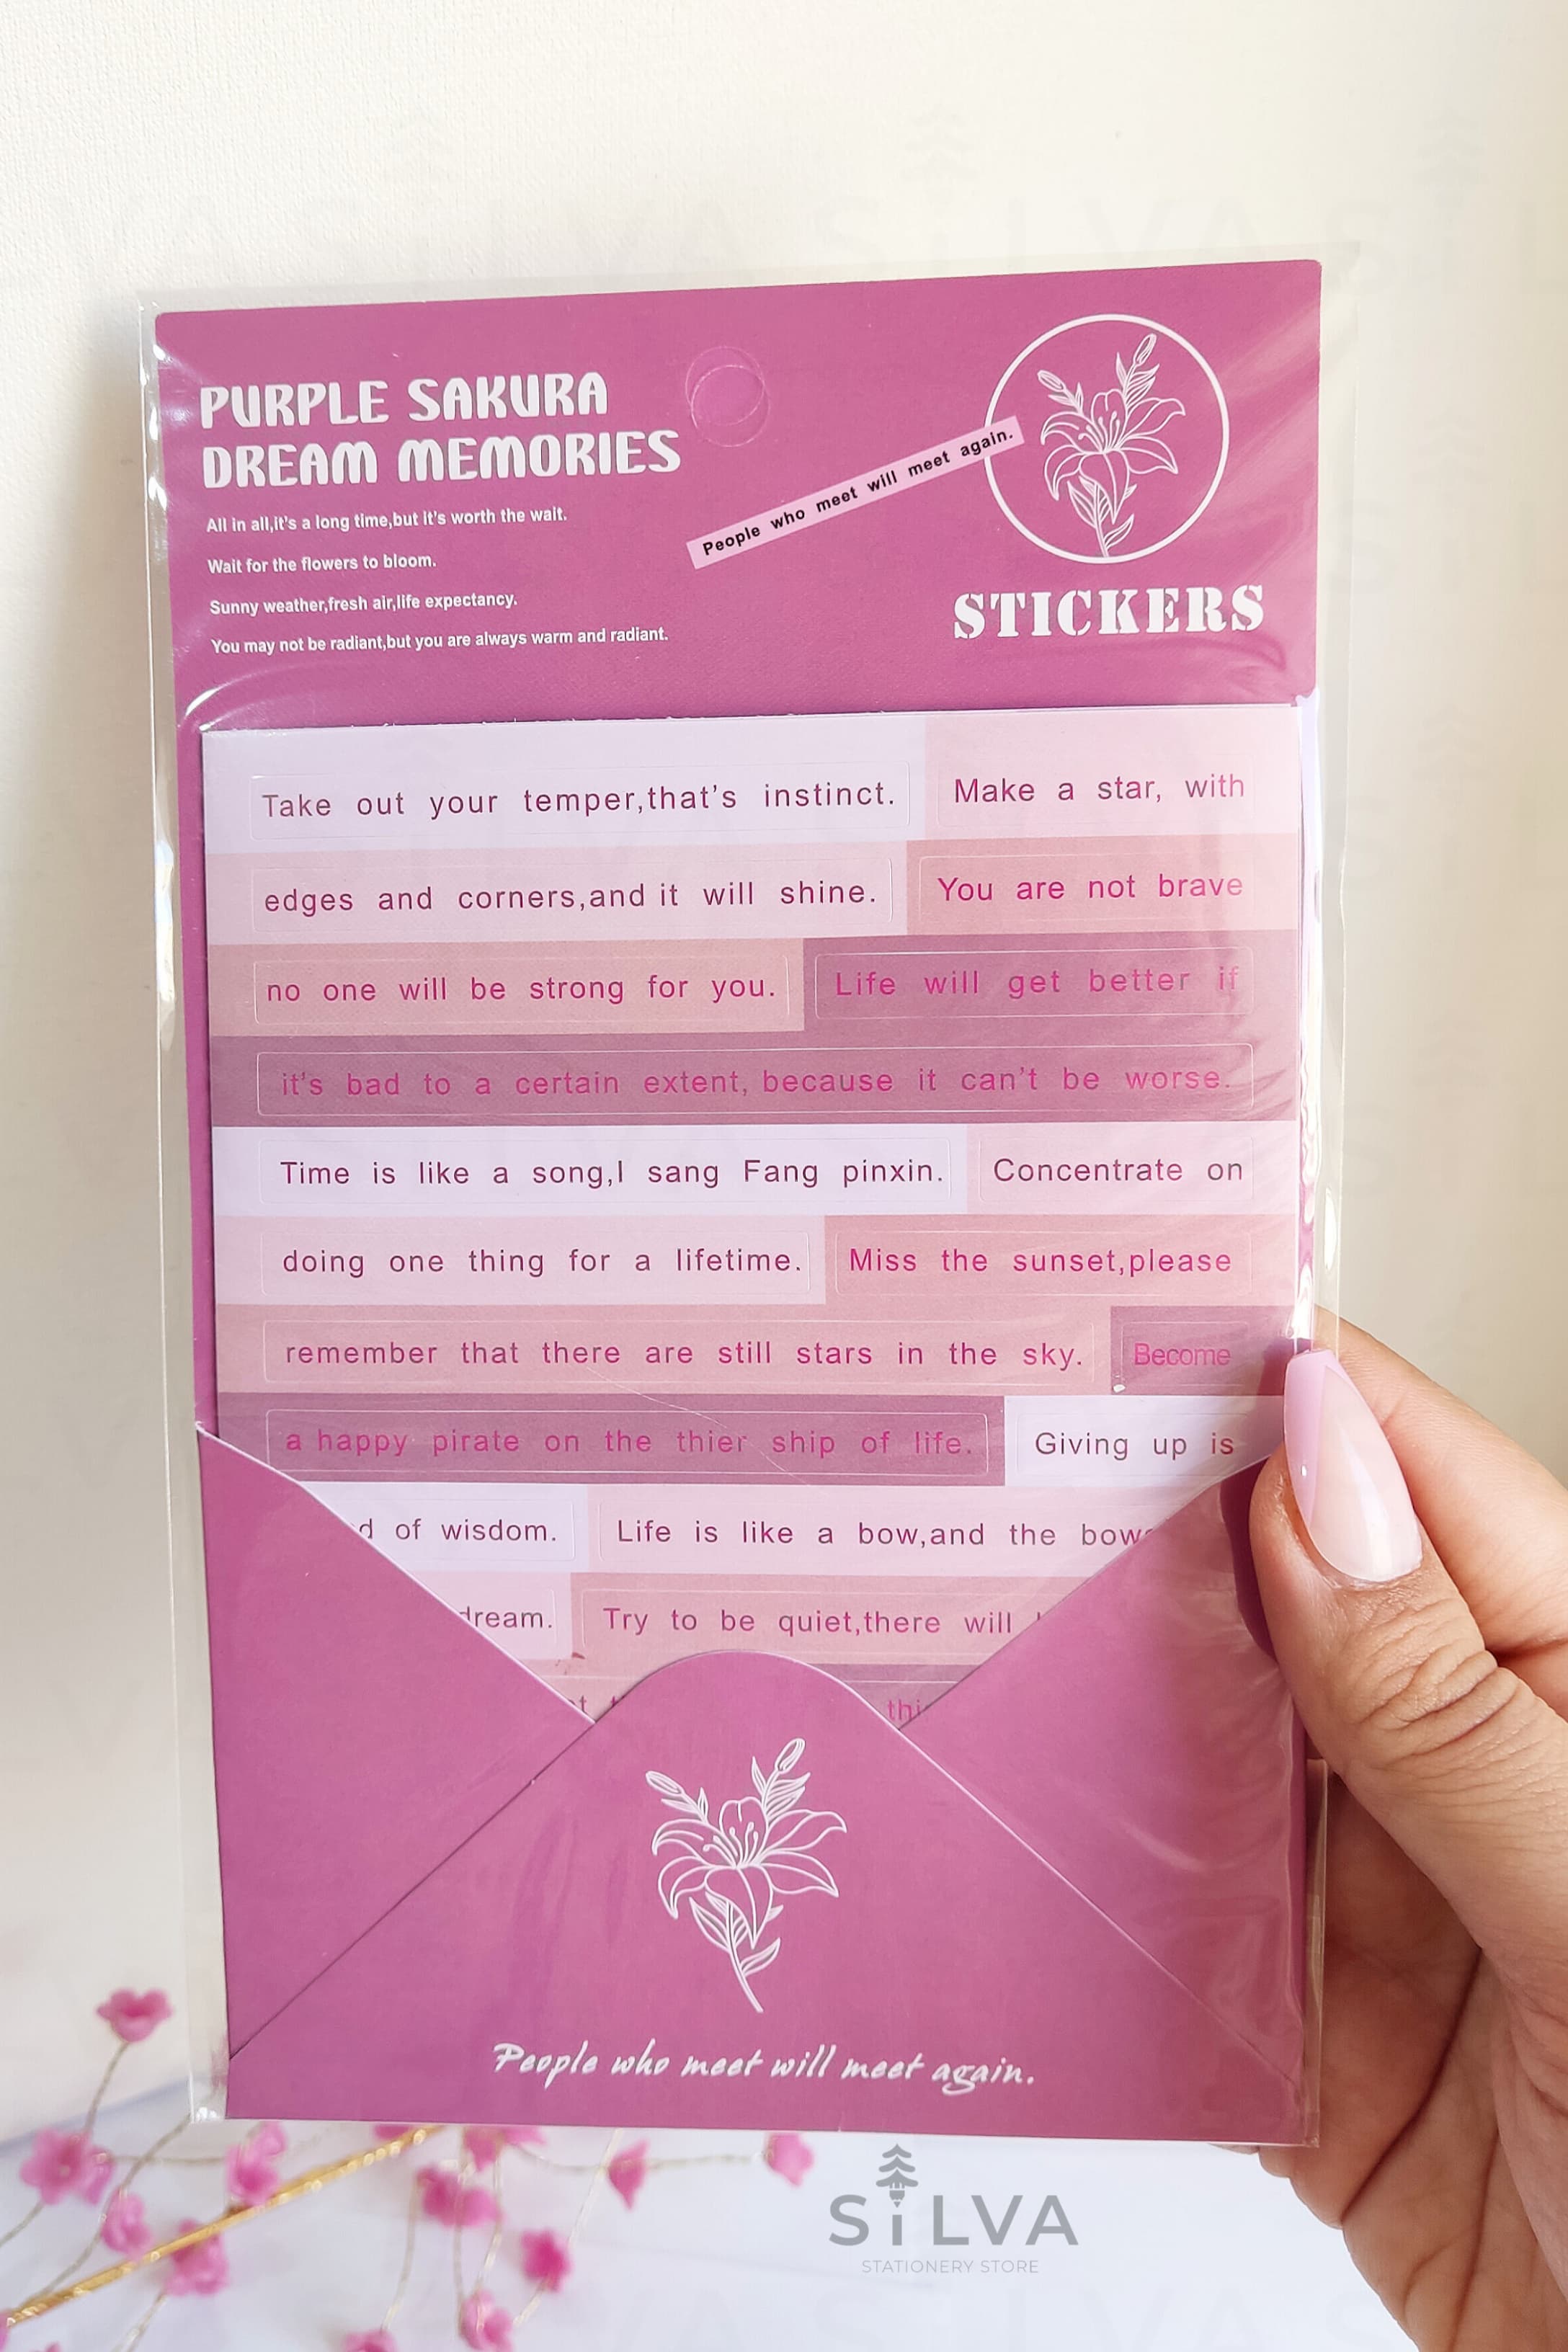 PURPLE SAKURA
DREAM MEMORIES
All in all,it's a long time,but it's worth the wait.
Wait for the flowers to bloom.
Sunny weather,fresh air,life expectancy.
You may not be radiant,but you are always warm and radiant.
People who meet will meet again.
STICKERS
Take out your temper,that's instinct. Make a star, with
edges and corners,and it will shine. You are not brave
no one will be strong for you. Life will get better if
it's bad to a certain extent, because it can't be worse.
Time is like a song,I sang Fang pinxin. Concentrate on
doing one thing for a lifetime. Miss the sunset,please
remember that there are still stars in the sky. Become
a happy pirate on the thier ship of life. Giving up is
of wisdom. Life is like a bow,and the
Try to be quiet,there will
People who meet will meet again.
SiLVA
STATIONERY STORE